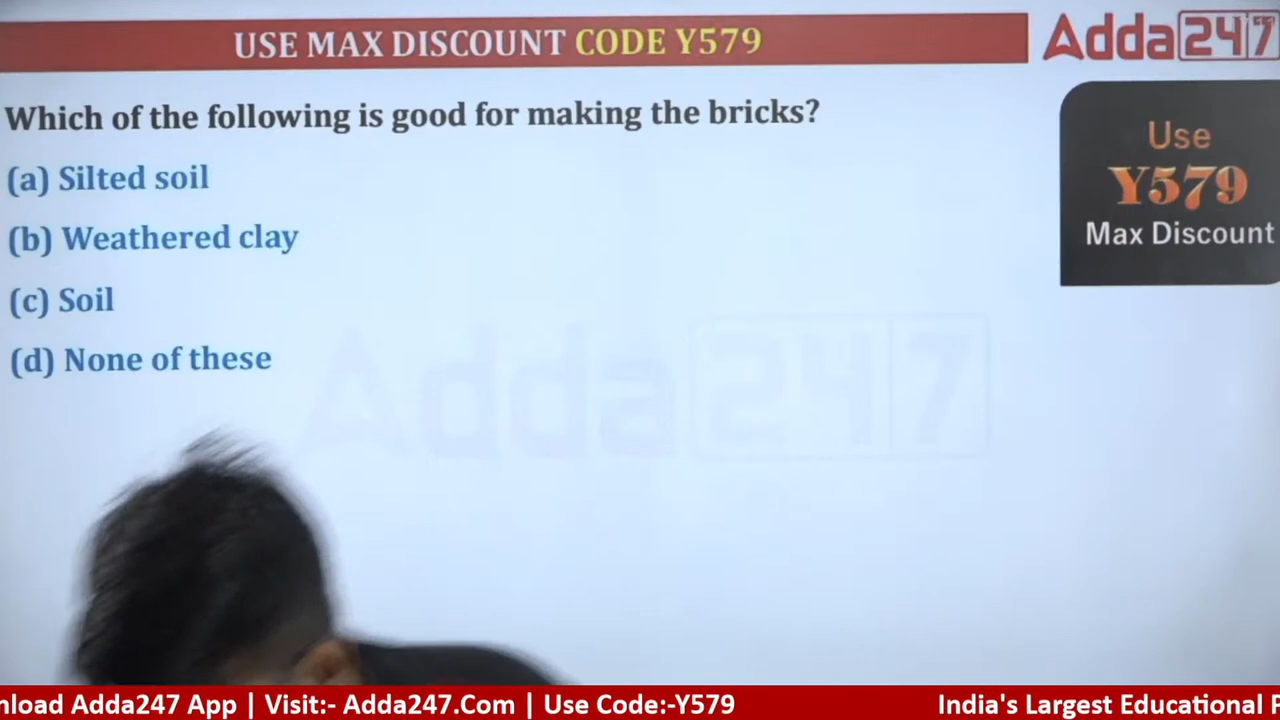 USE MAX DISCOUNT CODE Y579
Adda247
Which of the following is good for making the bricks?
(a) Silted soil
(b) Weathered clay
(c) Soil
(d) None of these
Use
Y579
Max Discount
Adda247
nload Adda247 App | Visit:- Adda247.Com | Use Code:-Y579
India's Largest Educational P